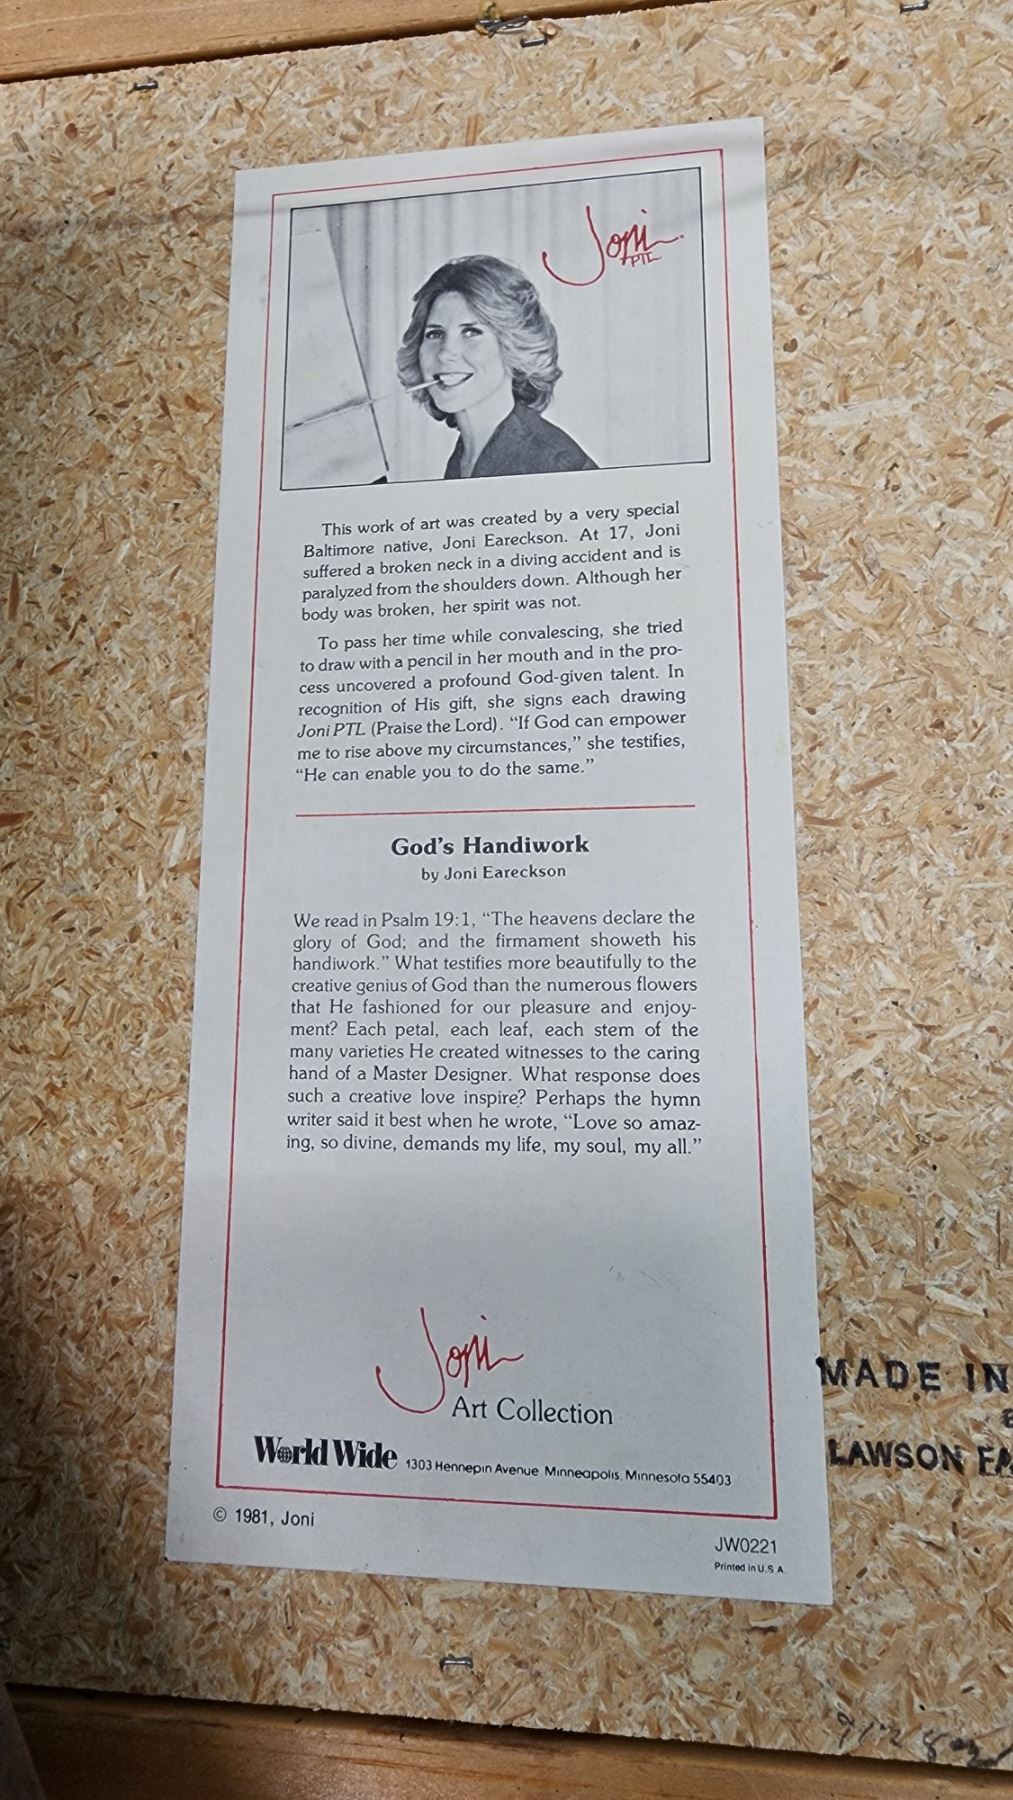 Joni
PTL
This work of art was created by a very special
Baltimore native, Joni Eareckson. At 17, Joni
suffered a broken neck in a diving accident and is
paralyzed from the shoulders down. Although her
body was broken, her spirit was not.
To pass her time while convalescing, she tried
to draw with a pencil in her mouth and in the pro-
cess uncovered a profound God-given talent. In
recognition of His gift, she signs each drawing
Joni PTL (Praise the Lord). “If God can empower
me to rise above my circumstances,” she testifies,
“He can enable you to do the same.”
God’s Handiwork
by Joni Eareckson
We read in Psalm 19:1, “The heavens declare the
glory of God; and the firmament showeth his
handiwork.” What testifies more beautifully to the
creative genius of God than the numerous flowers
that He fashioned for our pleasure and enjoy-
ment? Each petal, each leaf, each stem of the
many varieties He created witnesses to the caring
hand of a Master Designer. What response does
such a creative love inspire? Perhaps the hymn
writer said it best when he wrote, “Love so amaz-
ing, so divine, demands my life, my soul, my all.”
Joni
Art Collection
World Wide 1303 Hennepin Avenue Minneapolis, Minnesota 55403
© 1981, Joni
JW0221
Printed in U.S.A.
MADE IN
LAWSON